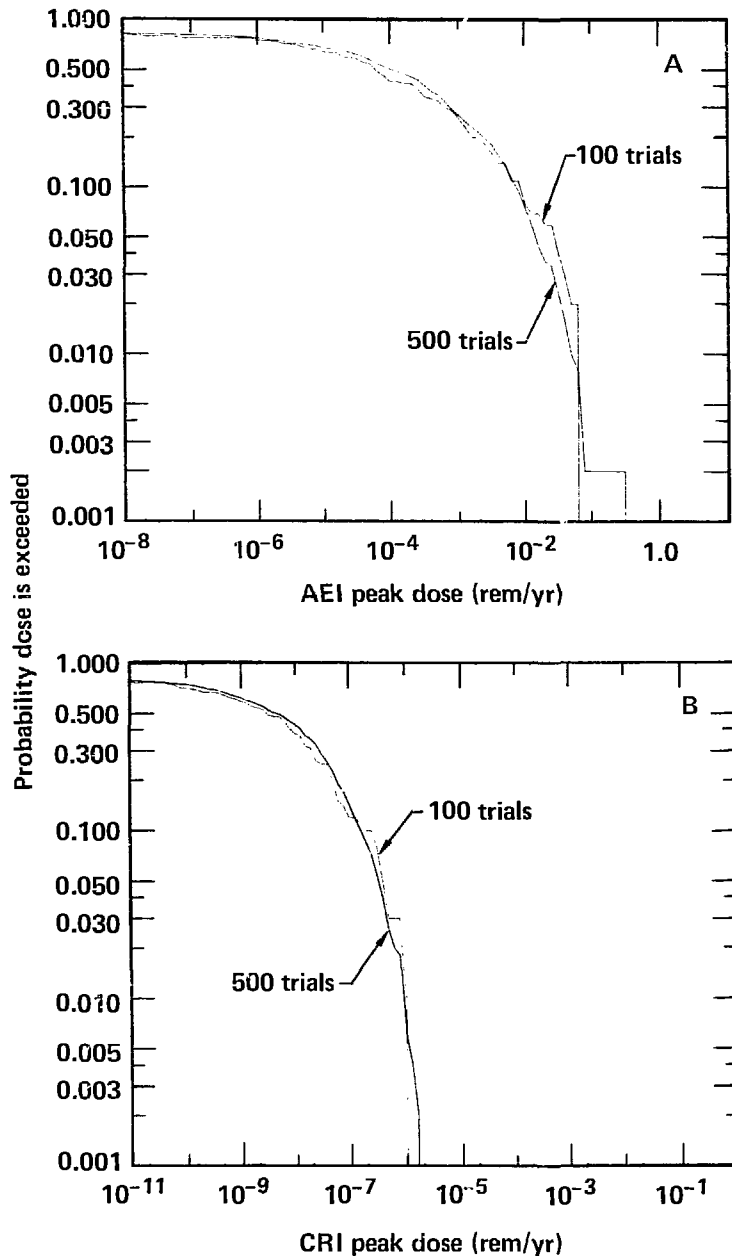 Probability dose is exceeded
1.000
0.500
0.300
0.100
0.050
0.030
0.010
0.005
0.003
0.001
A
100 trials
500 trials
10⁻⁸ 10⁻⁶ 10⁻⁴ 10⁻² 1.0
AEI peak dose (rem/yr)
1.000
0.500
0.300
0.100
0.050
0.030
0.010
0.005
0.003
0.001
B
100 trials
500 trials
10⁻¹¹ 10⁻⁹ 10⁻⁷ 10⁻⁵ 10⁻³ 10⁻¹
CRI peak dose (rem/yr)